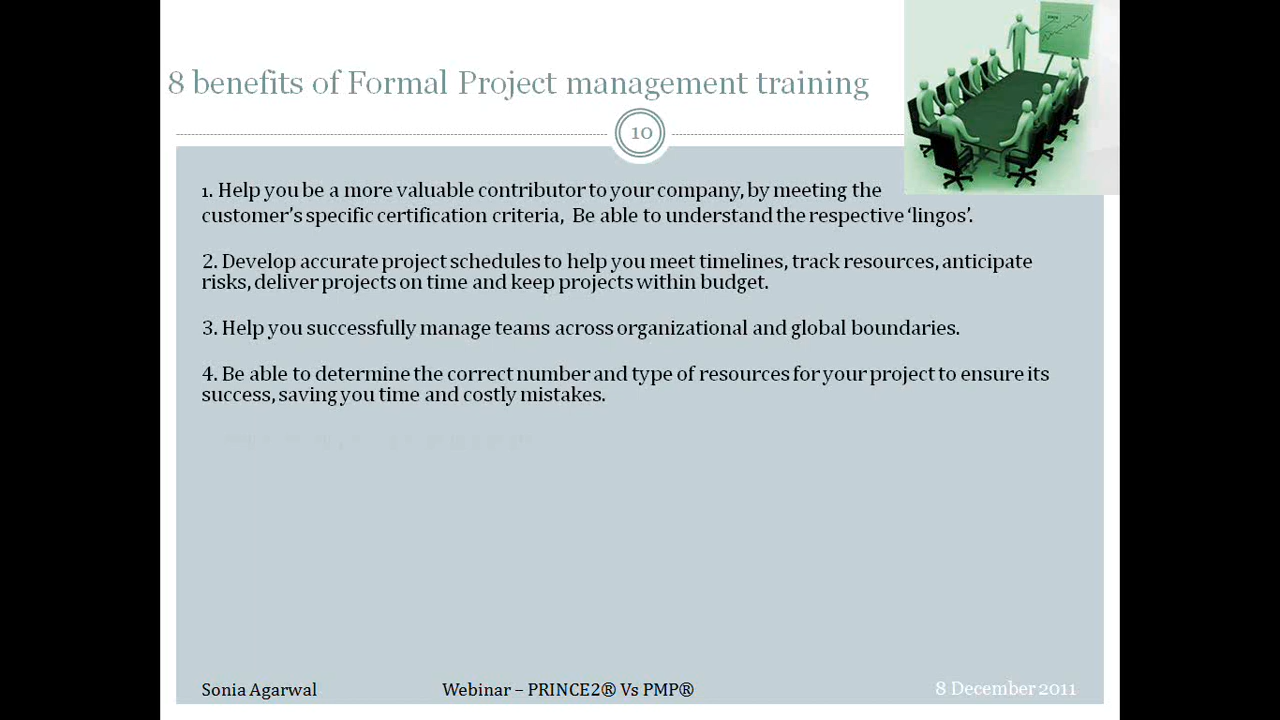 8 benefits of Formal Project management training
10
1. Help you be a more valuable contributor to your company, by meeting the
customer's specific certification criteria, Be able to understand the respective 'lingos'.
2. Develop accurate project schedules to help you meet timelines, track resources, anticipate
risks, deliver projects on time and keep projects within budget.
3. Help you successfully manage teams across organizational and global boundaries.
4. Be able to determine the correct number and type of resources for your project to ensure its
success, saving you time and costly mistakes.
Sonia Agarwal
Webinar – PRINCE2® Vs PMP®
8 December 2011